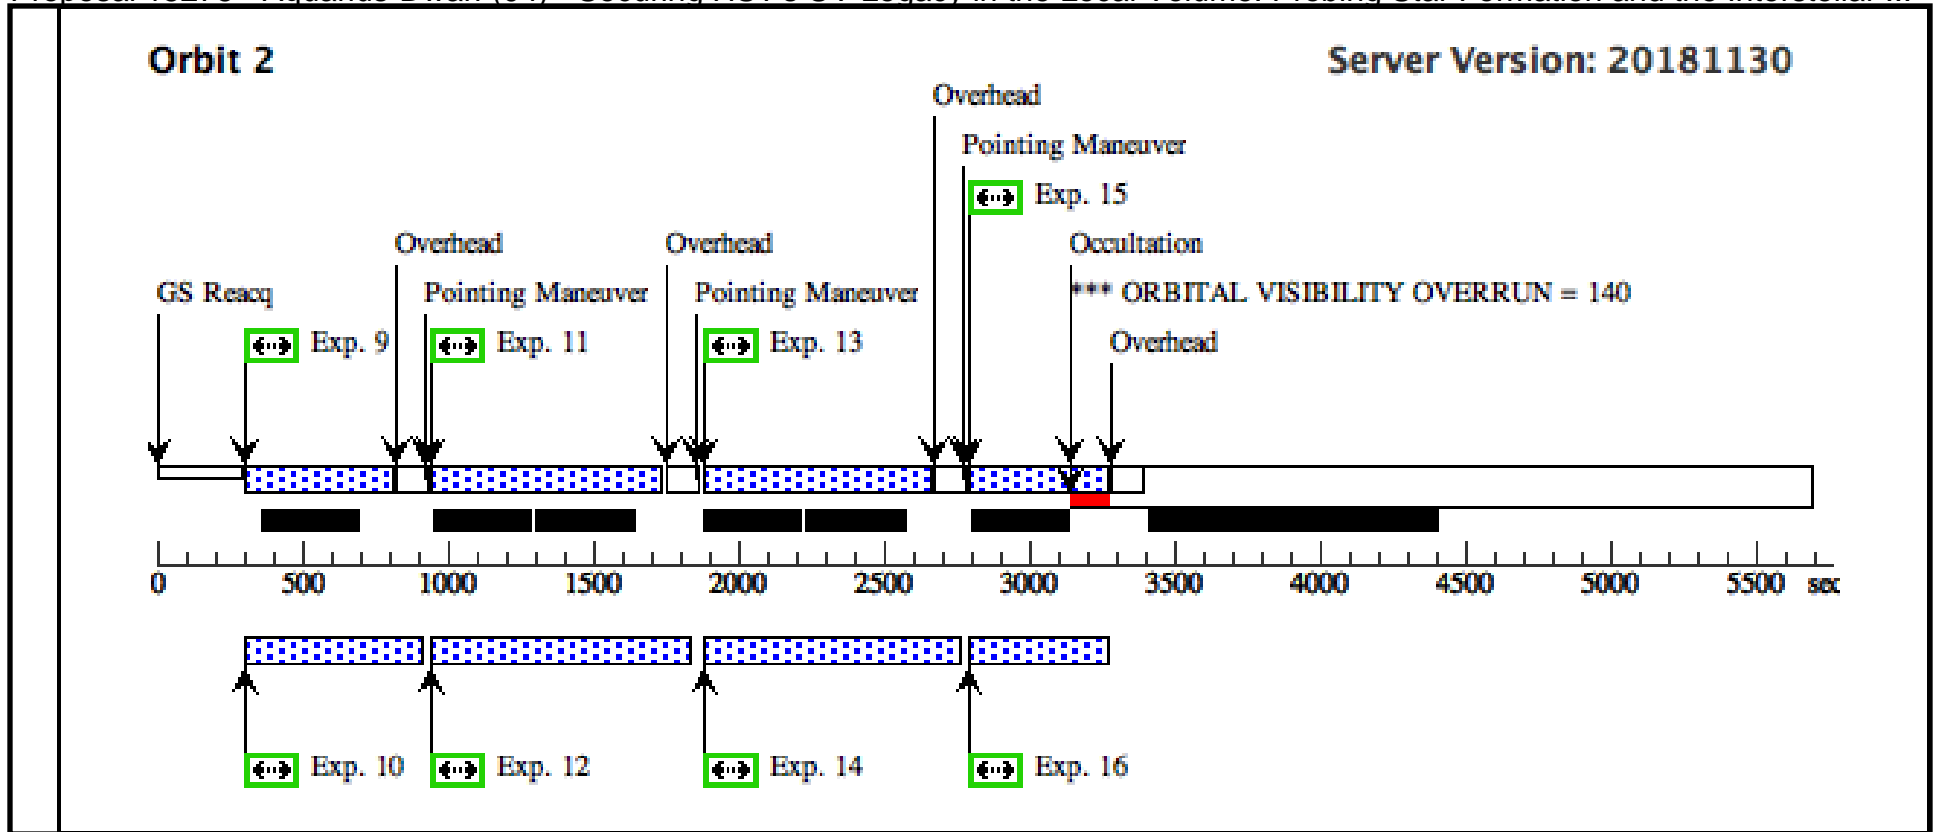 Orbit 2
Server Version: 20181130
Overhead
Pointing Maneuver
Exp. 15
Overhead
Overhead
Occultation
GS Reacq
Pointing Maneuver
Pointing Maneuver
*** ORBITAL VISIBILITY OVERRUN = 140
Exp. 9
Exp. 11
Exp. 13
Overhead
0 500 1000 1500 2000 2500 3000 3500 4000 4500 5000 5500 sec
Exp. 10
Exp. 12
Exp. 14
Exp. 16